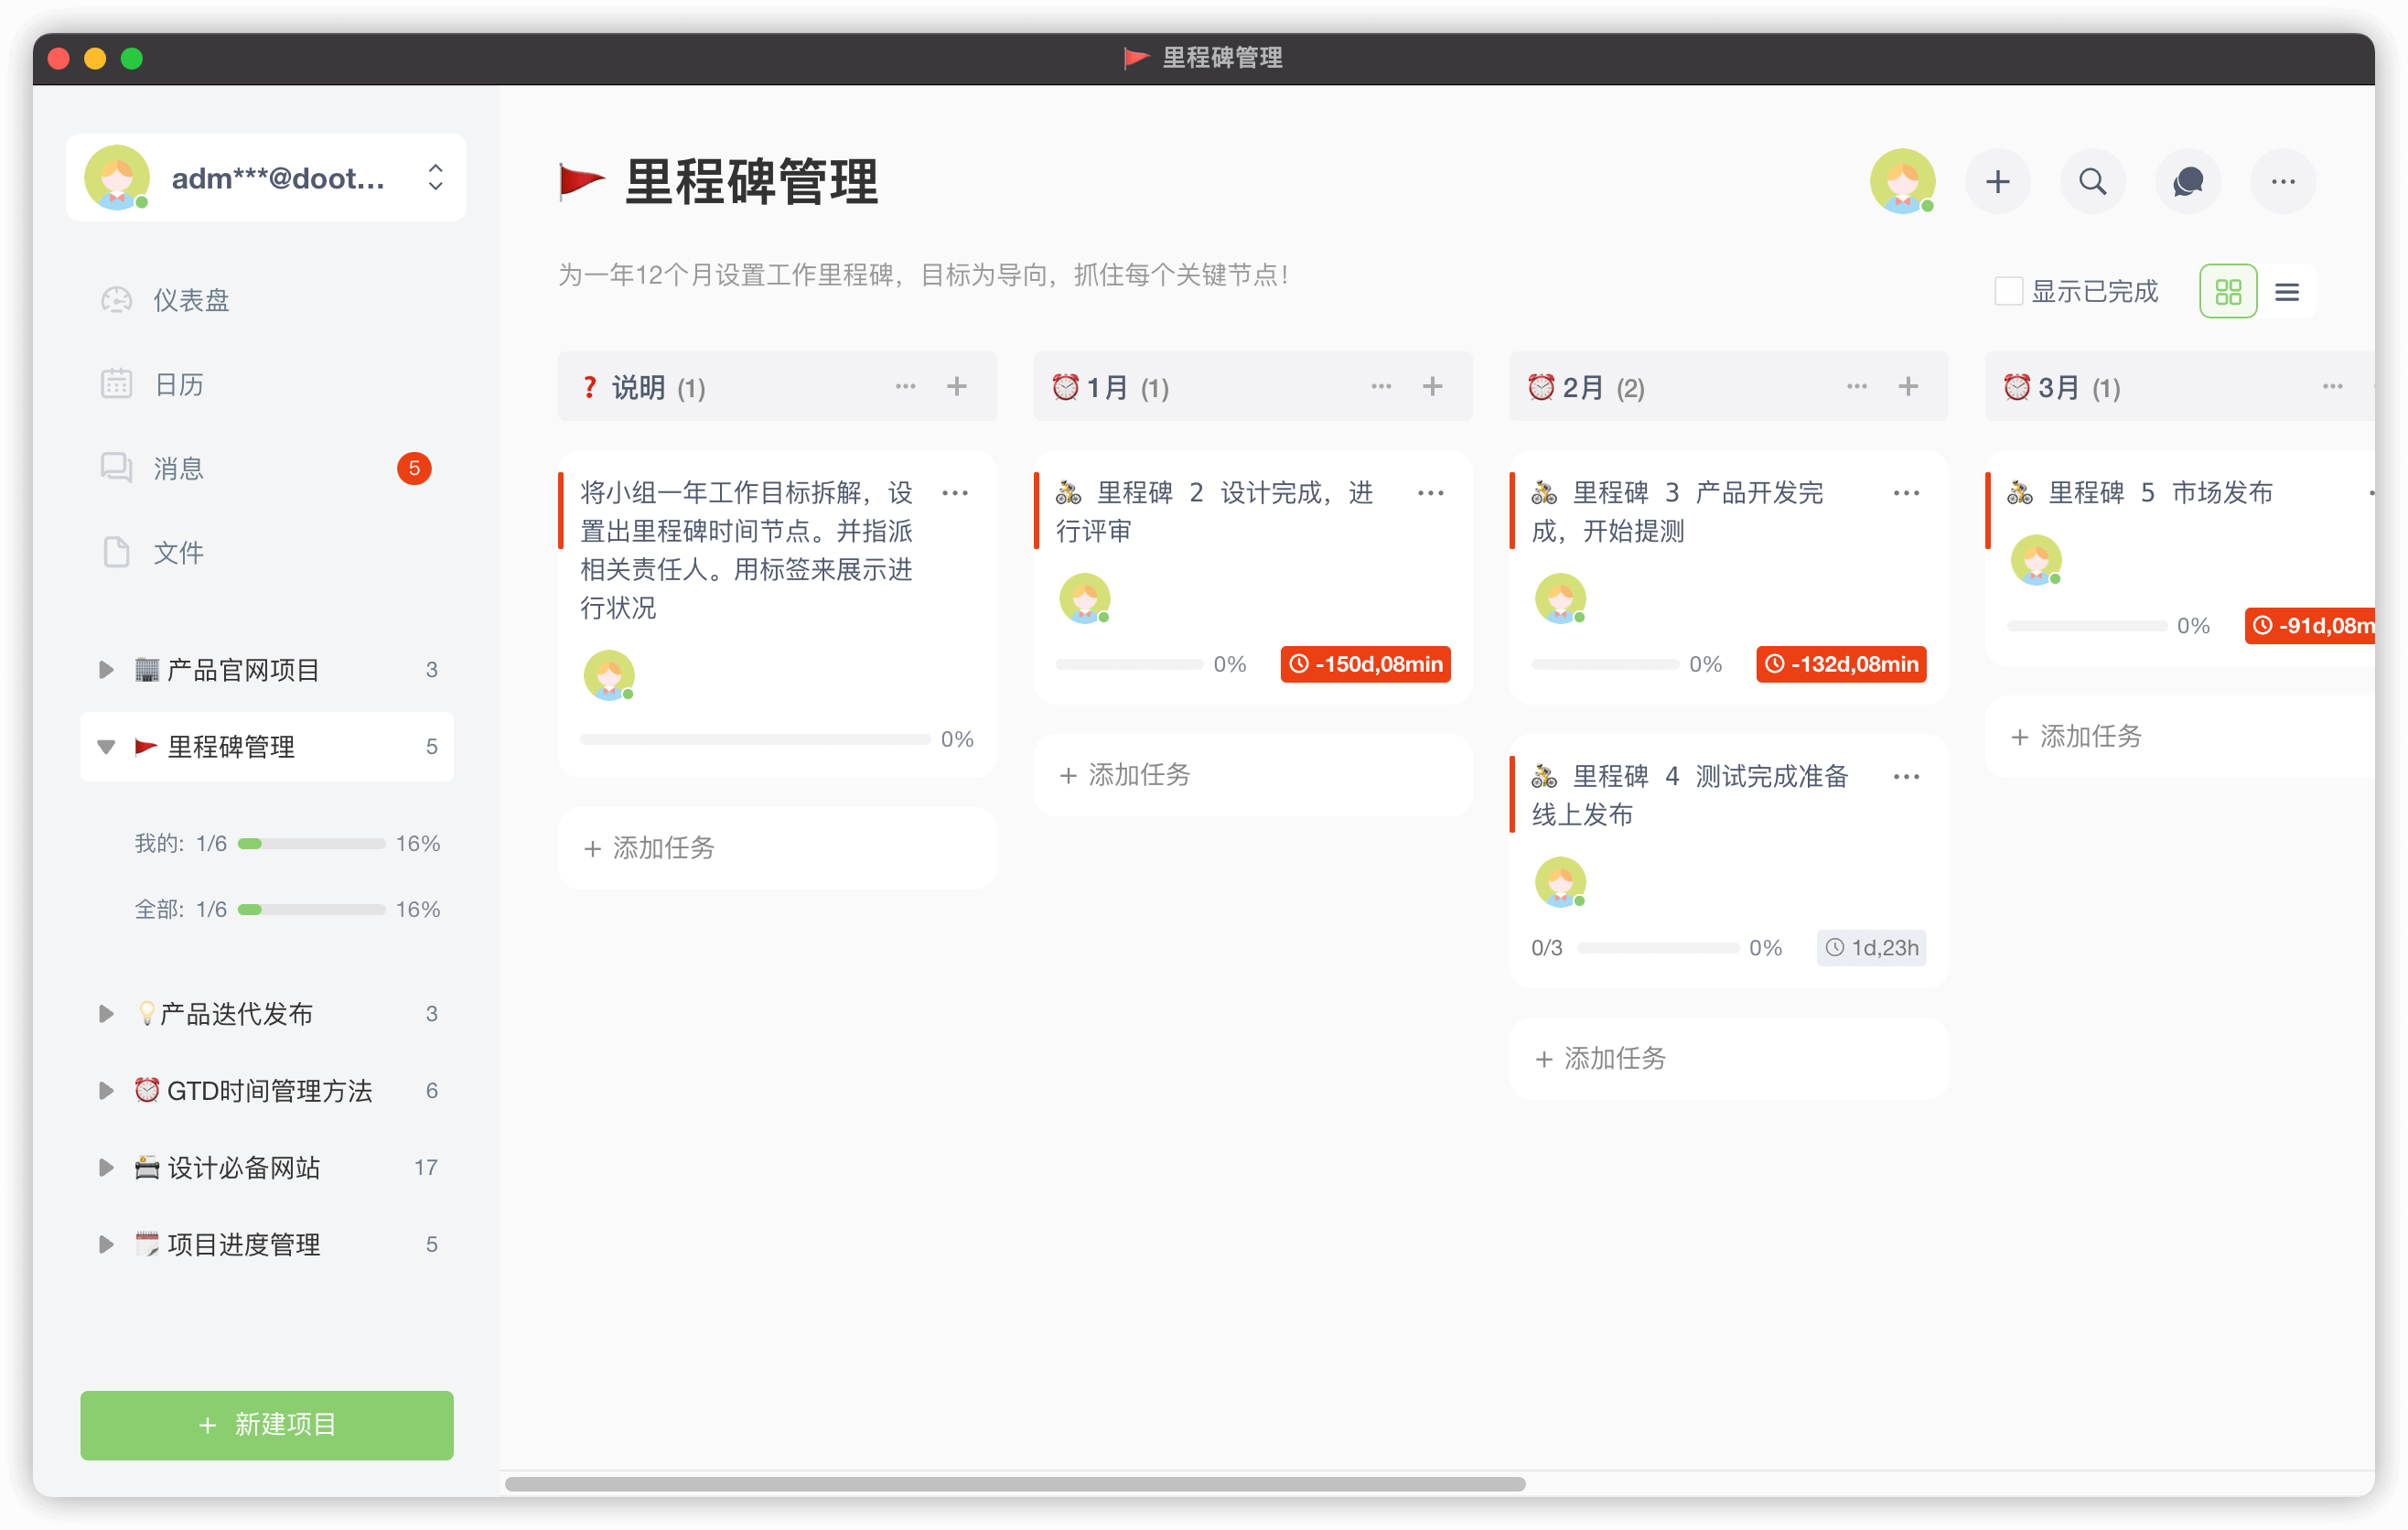 里程碑管理
adm***@doot...
仪表盘
日历
消息 5
文件
产品官网项目 3
里程碑管理 5
我的: 1/6 16%
全部: 1/6 16%
产品迭代发布 3
GTD时间管理方法 6
设计必备网站 17
项目进度管理 5
+ 新建项目
里程碑管理
为一年12个月设置工作里程碑，目标为导向，抓住每个关键节点！
显示已完成
? 说明 (1)
将小组一年工作目标拆解，设
置出里程碑时间节点。并指派
相关责任人。用标签来展示进
行状况
0%
+ 添加任务
1月 (1)
里程碑 2 设计完成，进
行评审
0% -150d,08min
+ 添加任务
2月 (2)
里程碑 3 产品开发完
成，开始提测
0% -132d,08min
里程碑 4 测试完成准备
线上发布
0/3 0% 1d,23h
+ 添加任务
3月 (1)
里程碑 5 市场发布
0% -91d,08m
+ 添加任务